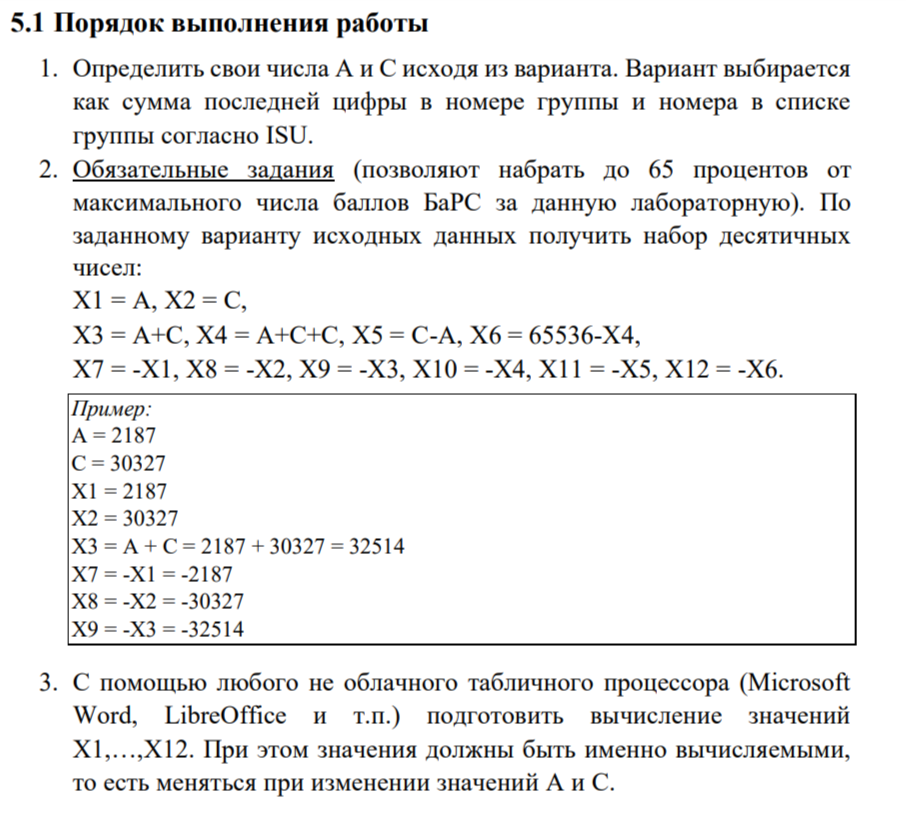 5.1 Порядок выполнения работы
1. Определить свои числа А и С исходя из варианта. Вариант выбирается
как сумма последней цифры в номере группы и номера в списке
группы согласно ISU.
2. Обязательные задания (позволяют набрать до 65 процентов от
максимального числа баллов БаРС за данную лабораторную). По
заданному варианту исходных данных получить набор десятичных
чисел:
X1 = A, X2 = C,
X3 = A+C, X4 = A+C+C, X5 = C-A, X6 = 65536-X4,
X7 = -X1, X8 = -X2, X9 = -X3, X10 = -X4, X11 = -X5, X12 = -X6.
Пример:
A = 2187
C = 30327
X1 = 2187
X2 = 30327
X3 = A + C = 2187 + 30327 = 32514
X7 = -X1 = -2187
X8 = -X2 = -30327
X9 = -X3 = -32514
3. С помощью любого не облачного табличного процессора (Microsoft
Word, LibreOffice и т.п.) подготовить вычисление значений
X1,…,X12. При этом значения должны быть именно вычисляемыми,
то есть меняться при изменении значений А и С.